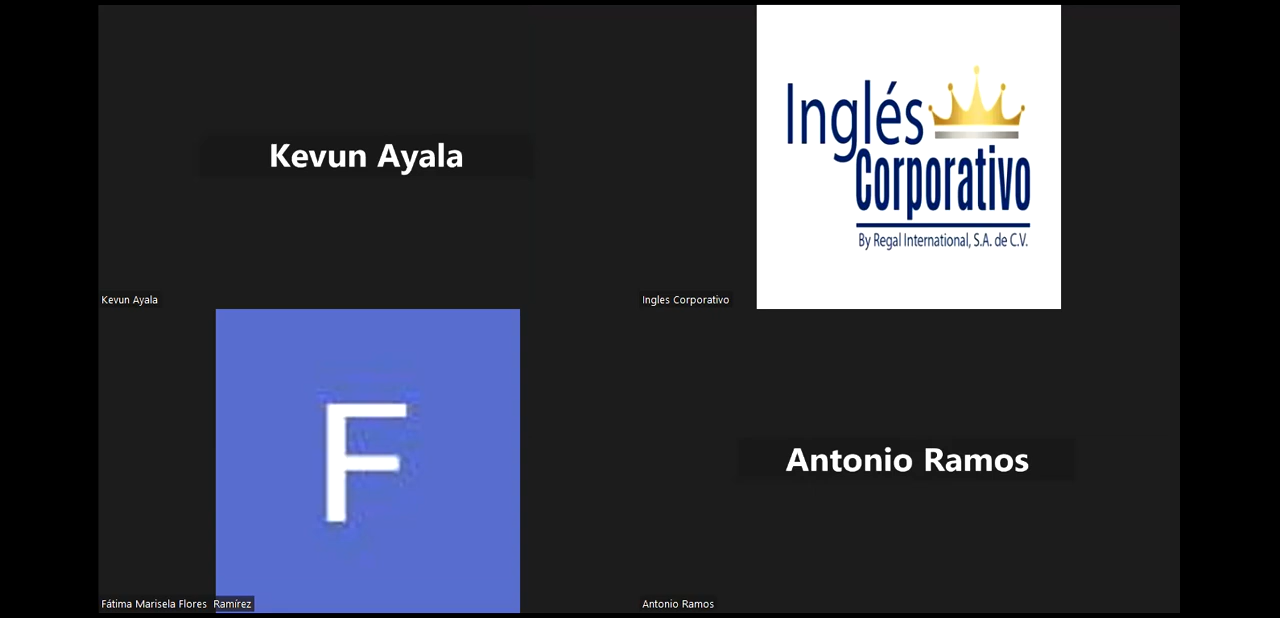 Kevun Ayala
Kevun Ayala
Inglés
Corporativo
By Regal International, S.A. de C.V.
Ingles Corporativo
F
Fátima Marisela Flores Ramírez
Antonio Ramos
Antonio Ramos